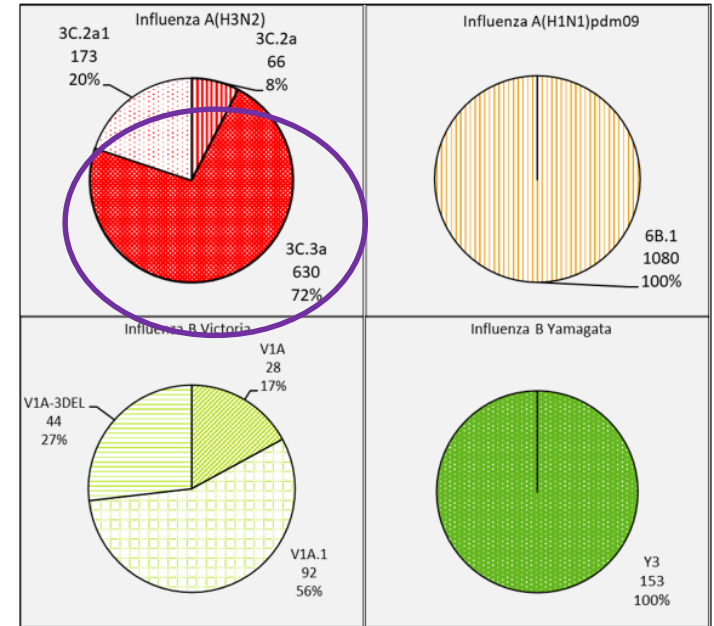 Influenza A(H3N2)
3C.2a1
173
20%
3C.2a
66
8%
3C.3a
630
72%
Influenza A(H1N1)pdm09
6B.1
1080
100%
Influenza B Victoria
V1A
28
17%
V1A-3DEL
44
27%
V1A.1
92
56%
Influenza B Yamagata
Y3
153
100%